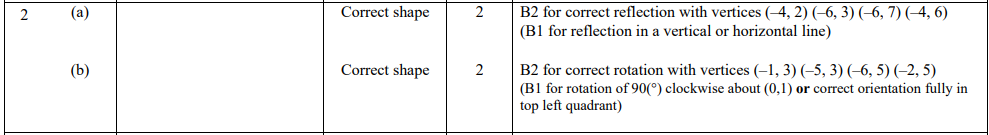 2 (a) Correct shape 2 B2 for correct reflection with vertices (–4, 2) (–6, 3) (–6, 7) (–4, 6)
(B1 for reflection in a vertical or horizontal line)
(b) Correct shape 2 B2 for correct rotation with vertices (–1, 3) (–5, 3) (–6, 5) (–2, 5)
(B1 for rotation of 90(°) clockwise about (0,1) or correct orientation fully in
top left quadrant)